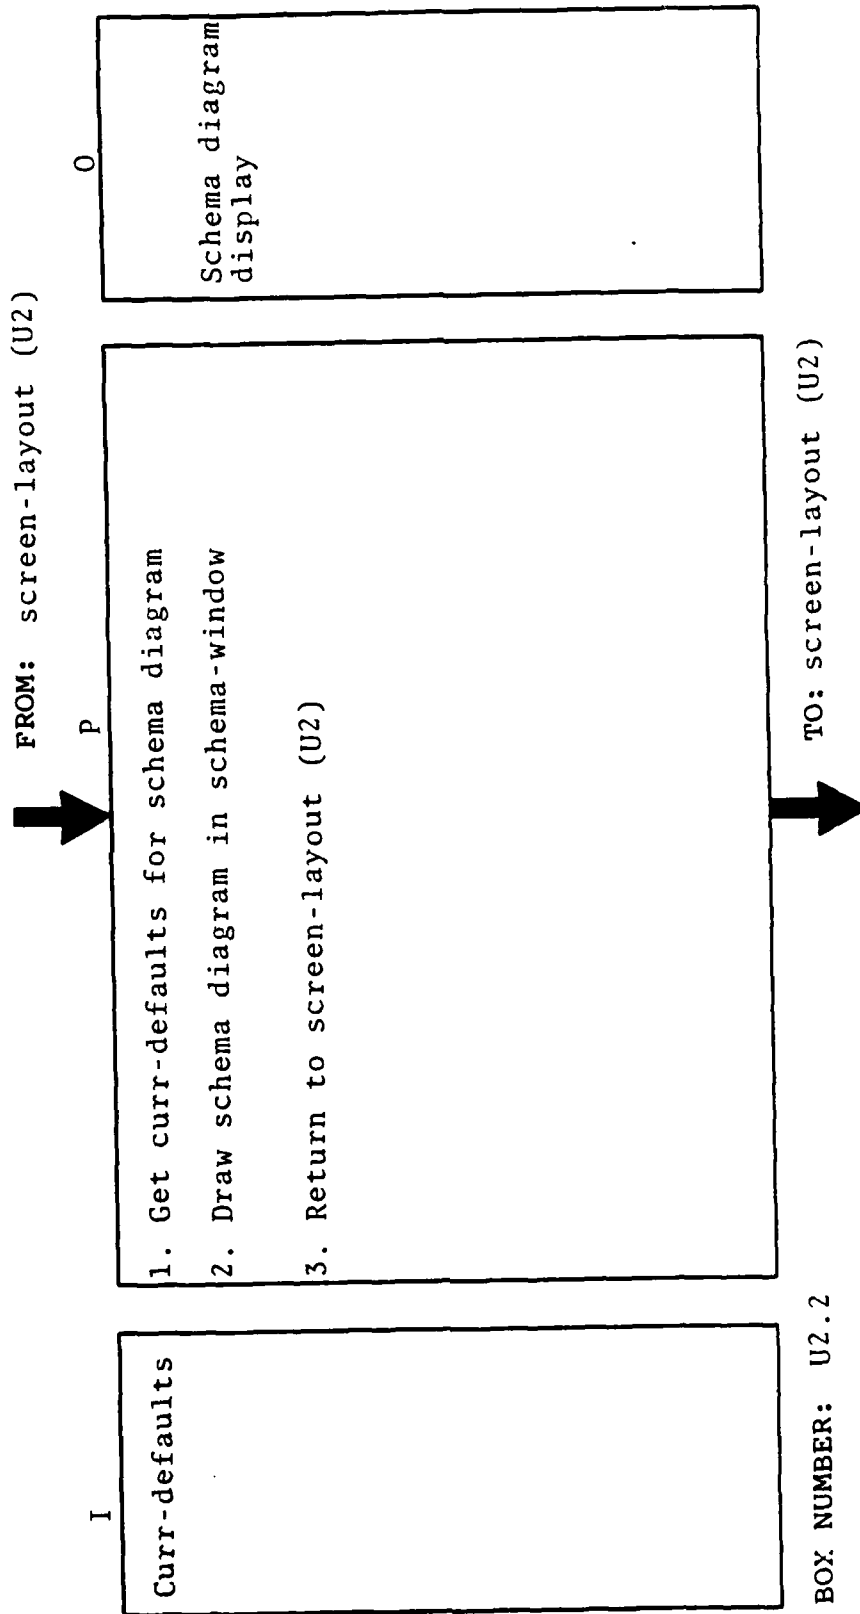 FROM: screen-layout (U2)
I
P
O
Curr-defaults
1. Get curr-defaults for schema diagram
2. Draw schema diagram in schema-window
3. Return to screen-layout (U2)
Schema diagram
display
BOX NUMBER: U2.2
TO: screen-layout (U2)